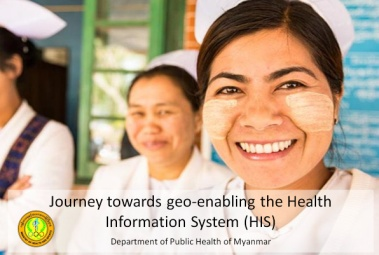 Journey towards geo-enabling the Health
Information System (HIS)
Department of Public Health of Myanmar